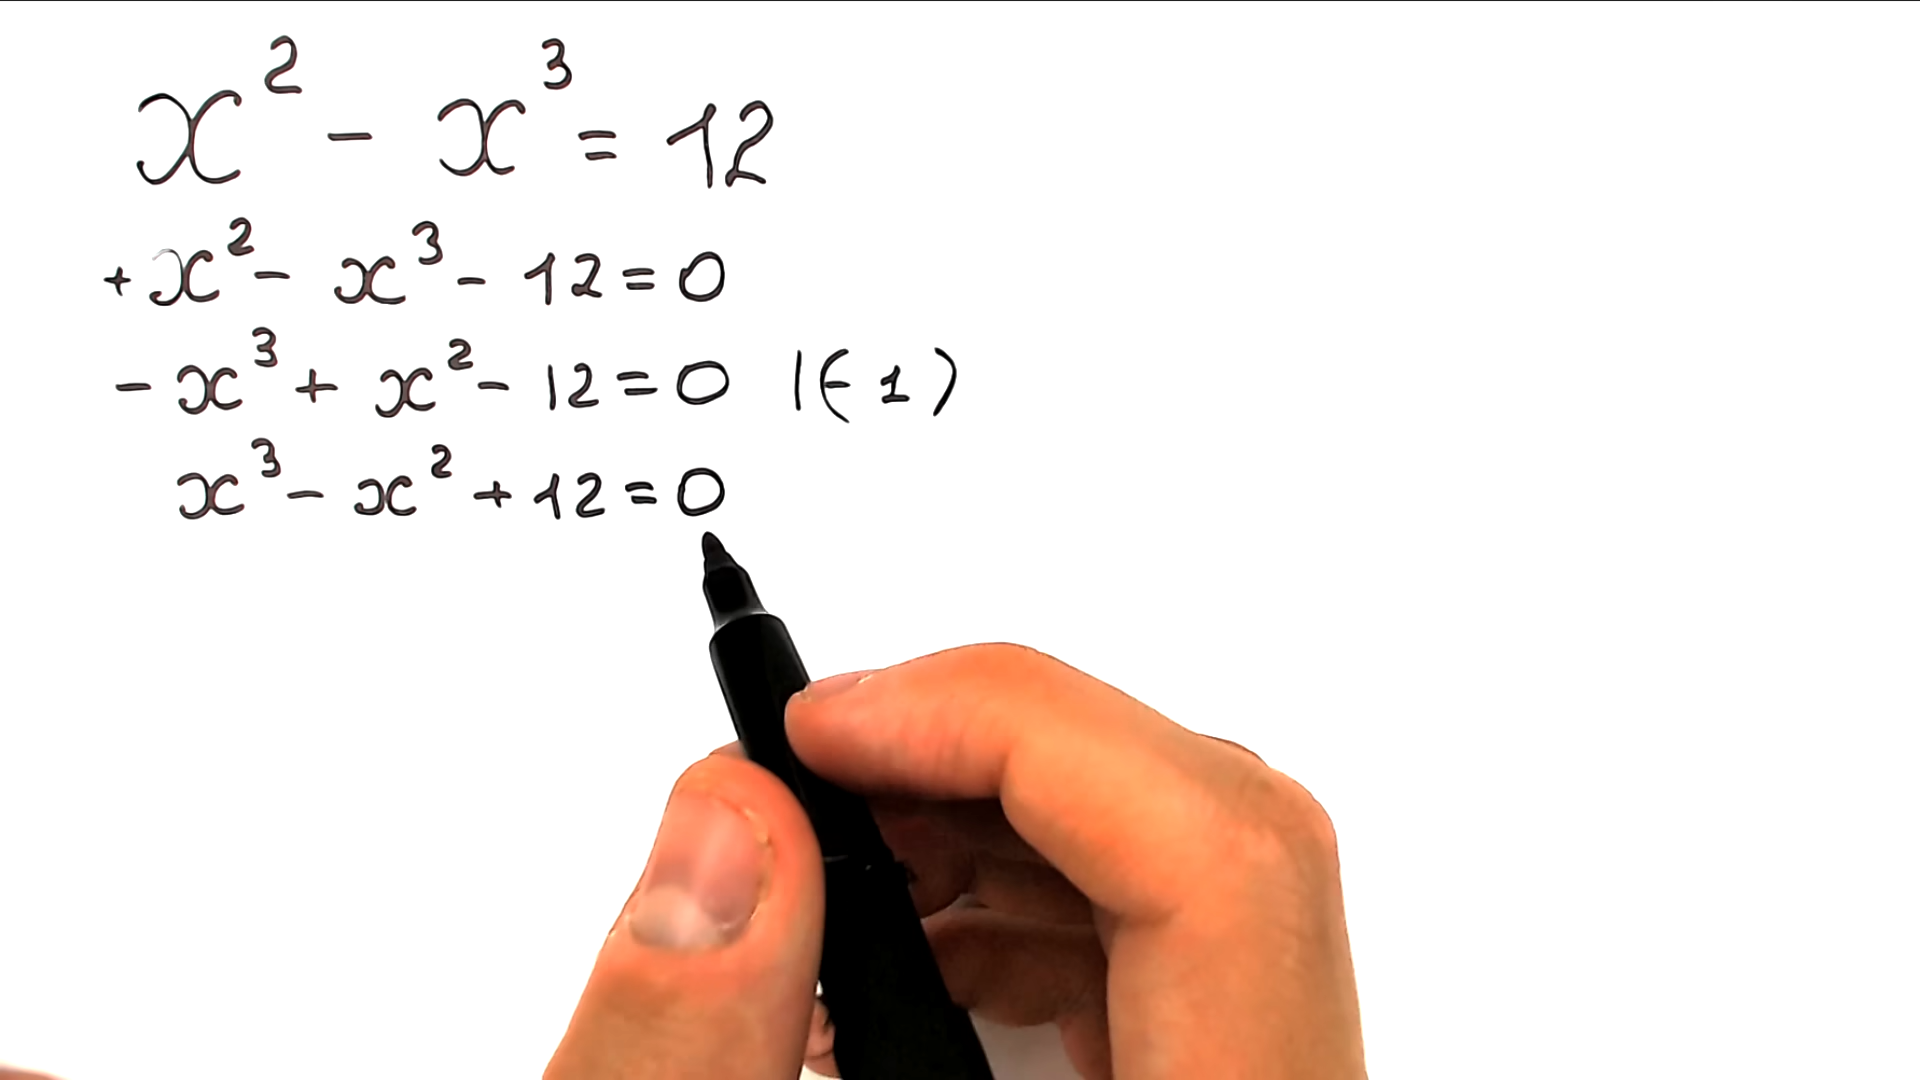 x² - x³ = 12
+ x² - x³ - 12 = 0
- x³ + x² - 12 = 0 | (-1)
x³ - x² + 12 = 0